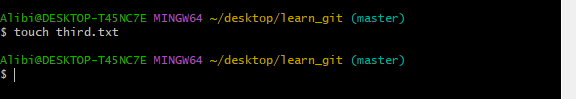 Alibi@DESKTOP-T45NC7E MINGW64 ~/desktop/learn_git (master)
$ touch third.txt
Alibi@DESKTOP-T45NC7E MINGW64 ~/desktop/learn_git (master)
$